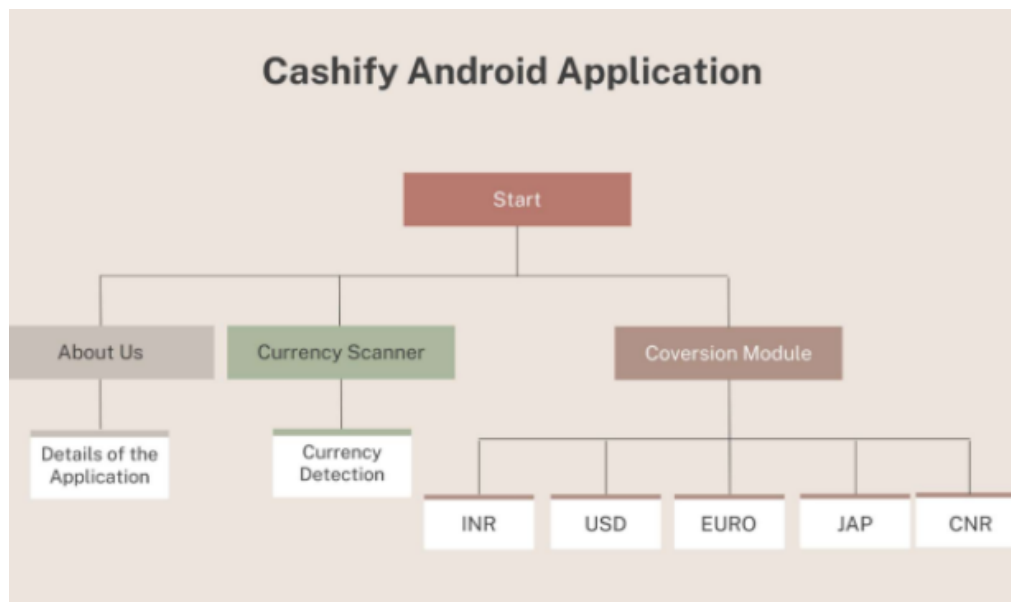 Cashify Android Application
Start
About Us
Currency Scanner
Coversion Module
Details of the
Application
Currency
Detection
INR
USD
EURO
JAP
CNR